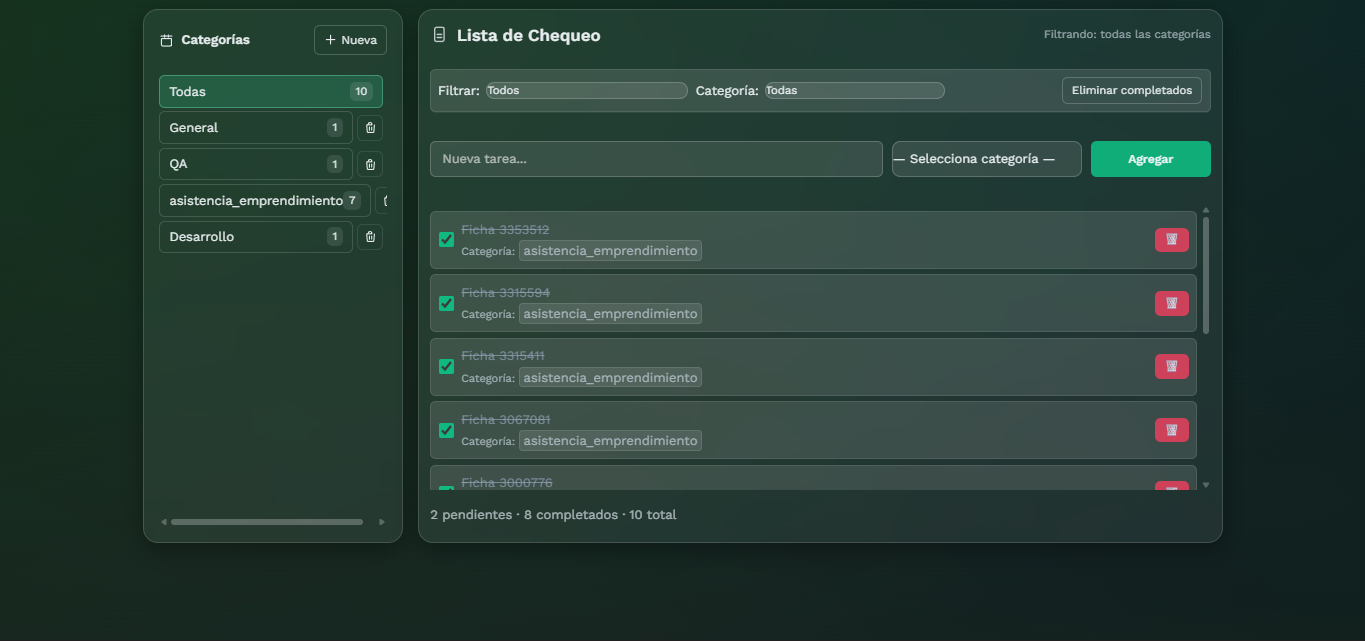 Categorías
+ Nueva
Todas 10
General 1
QA 1
asistencia_emprendimiento 7
Desarrollo 1
Lista de Chequeo
Filtrando: todas las categorías
Filtrar: Todos Categoría: Todas Eliminar completados
Nueva tarea... — Selecciona categoría — Agregar
Ficha 3353512
Categoría: asistencia_emprendimiento
Ficha 3315594
Categoría: asistencia_emprendimiento
Ficha 3315411
Categoría: asistencia_emprendimiento
Ficha 3067081
Categoría: asistencia_emprendimiento
Ficha 3000776
2 pendientes · 8 completados · 10 total